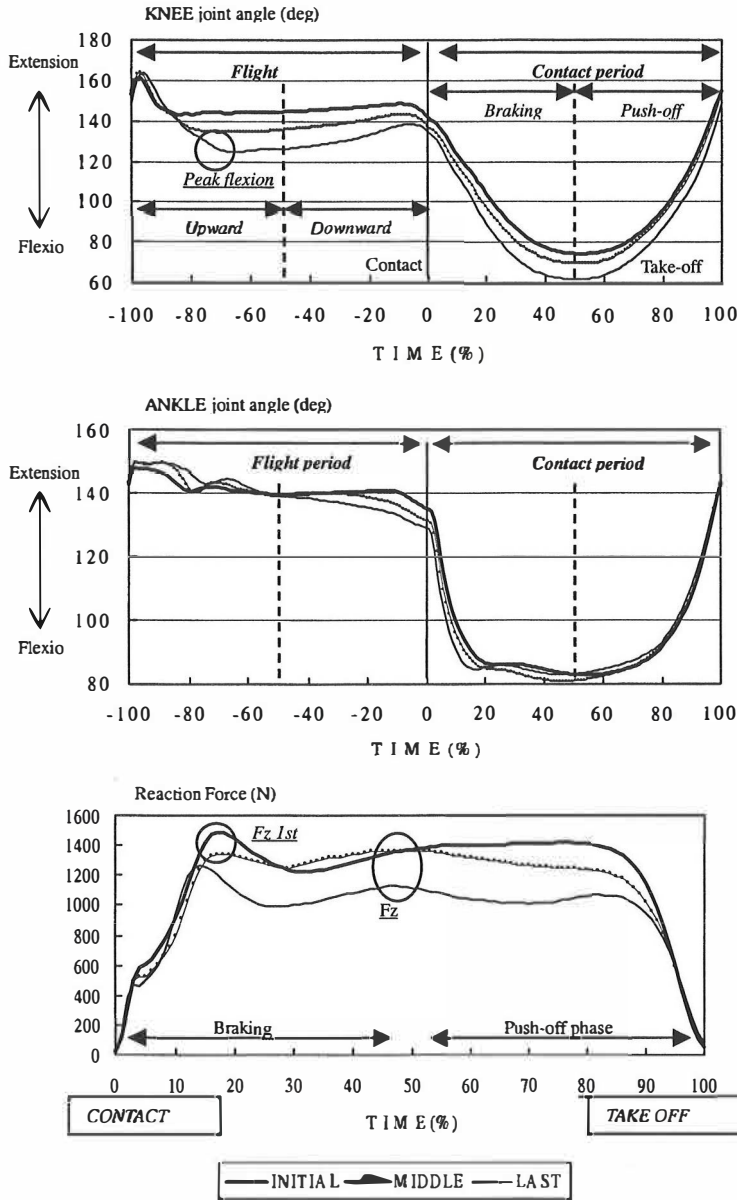 KNEE joint angle (deg)
180
Extension
160
Flight
Contact period
140
Braking
Push-off
120
Peak flexion
100
Upward
Downward
80
Flexio
Contact
Take-off
60
-100 -80 -60 -40 -20 0 20 40 60 80 100
TIME (%)
ANKLE joint angle (deg)
160
Extension
Flight period
Contact period
140
120
100
Flexio
80
-100 -80 -60 -40 -20 0 20 40 60 80 100
TIME (%)
Reaction Force (N)
1600
1400
Fz 1st
1200
1000
Fz
800
600
400
200
Braking
Push-off phase
0
0 10 20 30 40 50 60 70 80 90 100
CONTACT
TIME (%)
TAKE OFF
INITIAL MIDDLE LAST